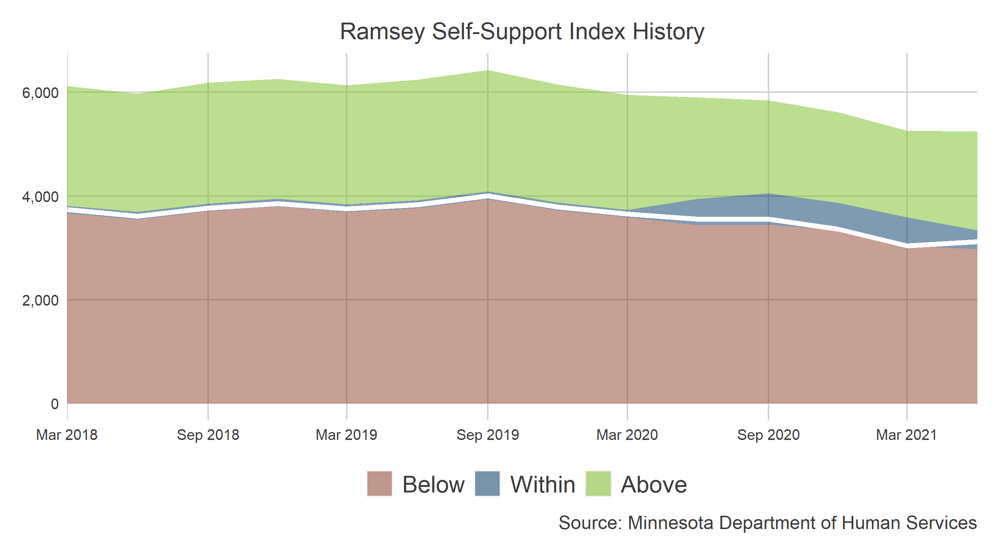 Ramsey Self-Support Index History
6,000
4,000
2,000
0
Mar 2018 Sep 2018 Mar 2019 Sep 2019 Mar 2020 Sep 2020 Mar 2021
Below Within Above
Source: Minnesota Department of Human Services